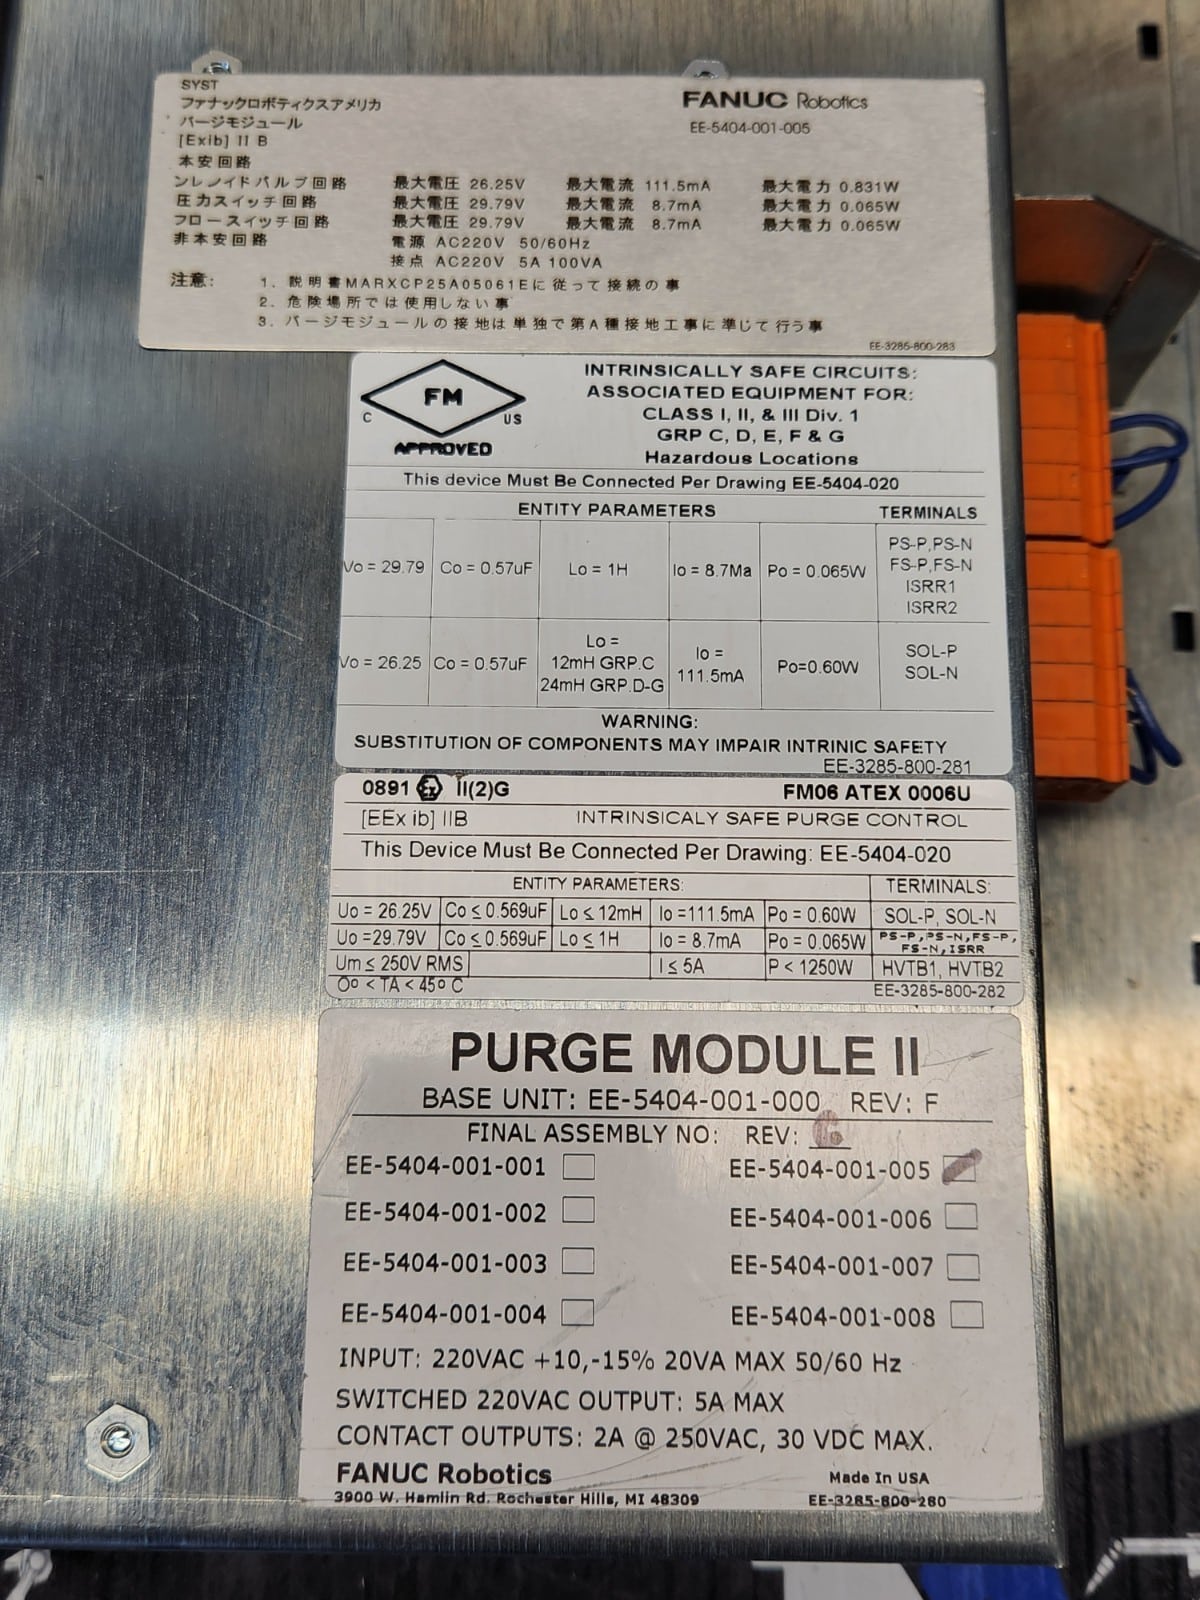 SYST
ファナックロボティクスアメリカ
パージモジュール
[Exib] II B
本安回路
ンレノイドバルブ回路 最大電圧 26.25V 最大電流 111.5mA 最大電力 0.831W
圧力スイッチ回路 最大電圧 29.79V 最大電流 8.7mA 最大電力 0.065W
フロースイッチ回路 最大電圧 29.79V 最大電流 8.7mA 最大電力 0.065W
非本安回路 電源 AC220V 50/60Hz
接点 AC220V 5A 100VA
注意: 1. 説明書MARXCP25A05061Eに従って接続の事
2. 危険場所では使用しない事
3. パージモジュールの接地は単独で第A種接地工事に準じて行う事
FANUC Robotics
EE-5404-001-005
EE-3285-800-283
FM
C US
APPROVED
INTRINSICALLY SAFE CIRCUITS:
ASSOCIATED EQUIPMENT FOR:
CLASS I, II, & III Div. 1
GRP C, D, E, F & G
Hazardous Locations
This device Must Be Connected Per Drawing EE-5404-020
ENTITY PARAMETERS TERMINALS
Vo = 29.79 Co = 0.57uF Lo = 1H Io = 8.7Ma Po = 0.065W PS-P,PS-N
FS-P,FS-N
ISRR1
ISRR2
Vo = 26.25 Co = 0.57uF Lo =
12mH GRP.C
24mH GRP.D-G
Io =
111.5mA
Po=0.60W
SOL-P
SOL-N
WARNING:
SUBSTITUTION OF COMPONENTS MAY IMPAIR INTRINIC SAFETY
EE-3285-800-281
0891 Ex II(2)G FM06 ATEX 0006U
[EEx ib] IIB INTRINSICALY SAFE PURGE CONTROL
This Device Must Be Connected Per Drawing: EE-5404-020
ENTITY PARAMETERS: TERMINALS:
Uo = 26.25V Co ≤ 0.569uF Lo ≤ 12mH Io =111.5mA Po = 0.60W SOL-P, SOL-N
Uo =29.79V Co ≤ 0.569uF Lo ≤ 1H Io = 8.7mA Po = 0.065W PS-P,PS-N,FS-P,
FS-N,ISRR
Um ≤ 250V RMS I ≤ 5A P < 1250W HVTB1, HVTB2
0º < TA < 45º C EE-3285-800-282
PURGE MODULE II
BASE UNIT: EE-5404-001-000 REV: F
FINAL ASSEMBLY NO: REV: G
EE-5404-001-001 EE-5404-001-005
EE-5404-001-002 EE-5404-001-006
EE-5404-001-003 EE-5404-001-007
EE-5404-001-004 EE-5404-001-008
INPUT: 220VAC +10,-15% 20VA MAX 50/60 Hz
SWITCHED 220VAC OUTPUT: 5A MAX
CONTACT OUTPUTS: 2A @ 250VAC, 30 VDC MAX.
FANUC Robotics Made In USA
3900 W. Hamlin Rd. Rochester Hills, MI 48309 EE-3285-800-280